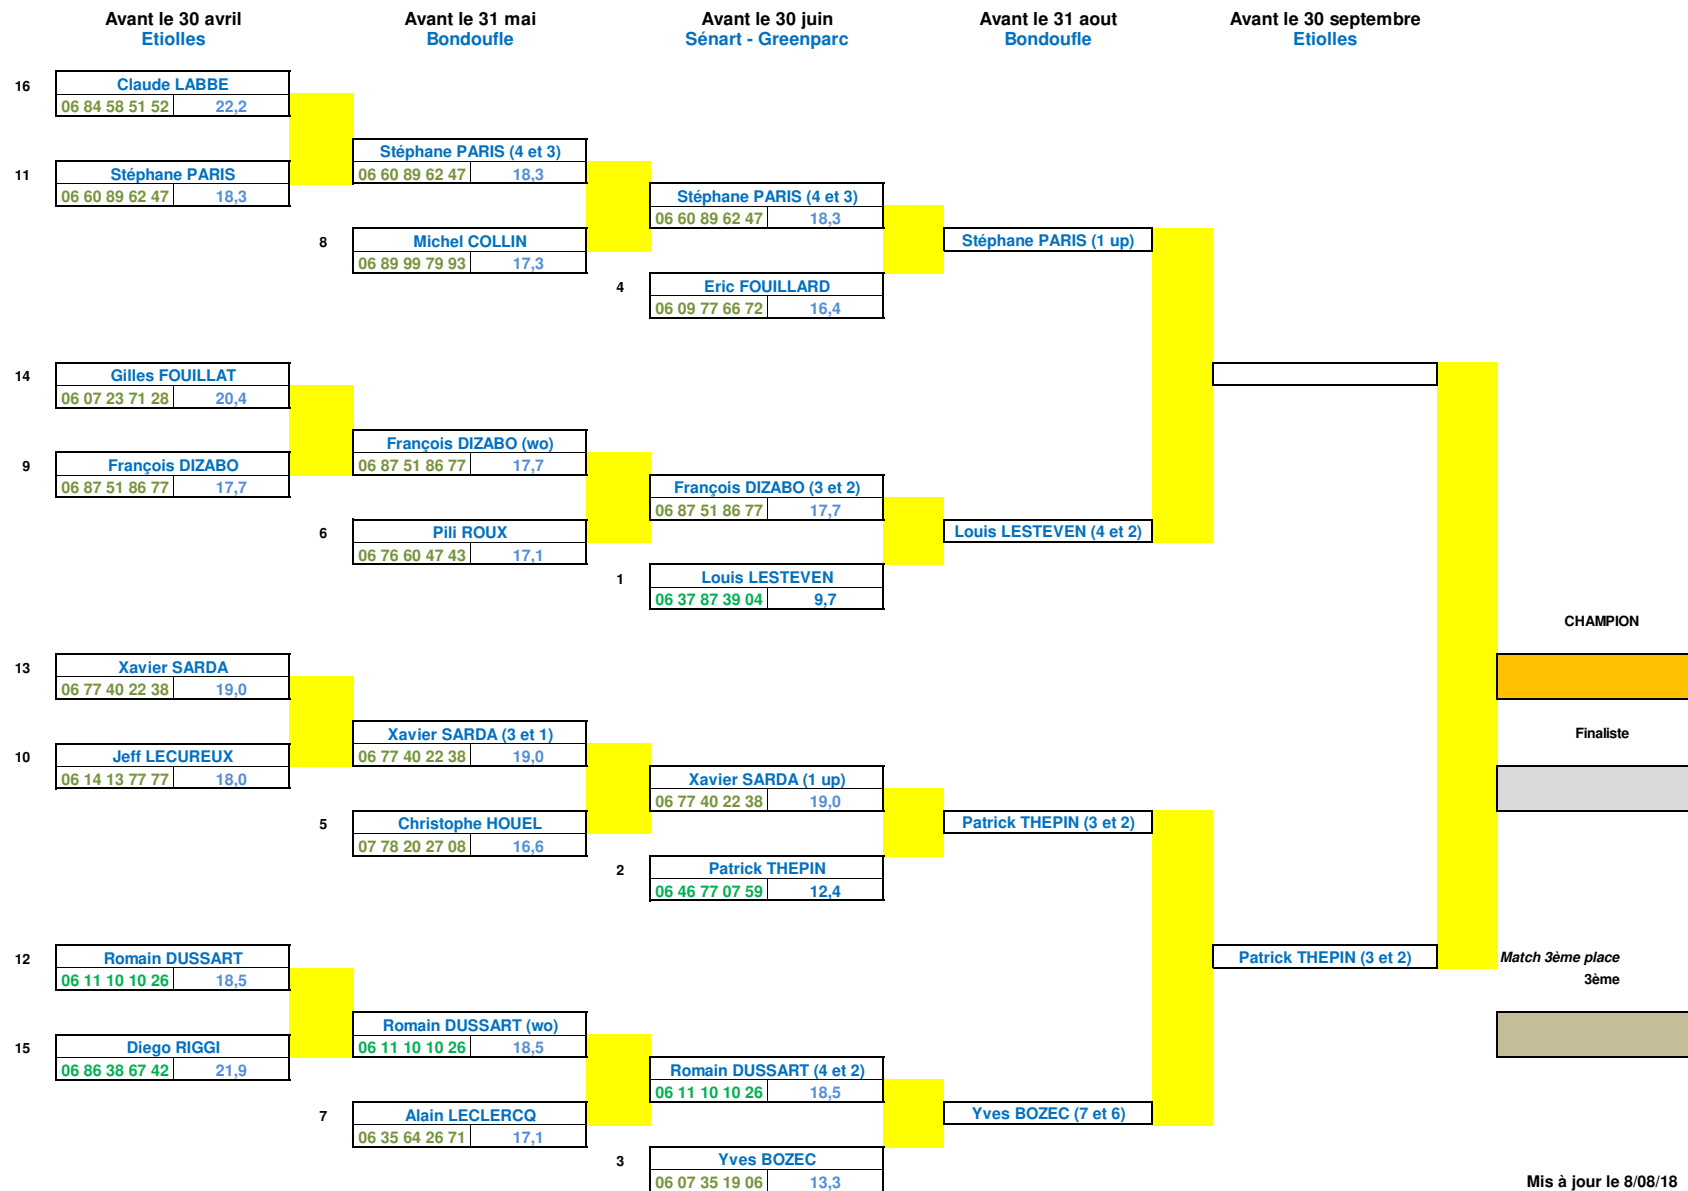 Avant le 30 avril Avant le 31 mai Avant le 30 juin Avant le 31 aout Avant le 30 septembre
Etiolles Bondoufle Sénart - Greenparc Bondoufle Etiolles
16 Claude LABBE
06 84 58 51 52 22,2
Stéphane PARIS (4 et 3)
11 Stéphane PARIS 06 60 89 62 47 18,3
06 60 89 62 47 18,3 Stéphane PARIS (4 et 3)
06 60 89 62 47 18,3
8 Michel COLLIN Stéphane PARIS (1 up)
06 89 99 79 93 17,3
4 Eric FOUILLARD
06 09 77 66 72 16,4
14 Gilles FOUILLAT
06 07 23 71 28 20,4
François DIZABO (wo)
9 François DIZABO 06 87 51 86 77 17,7
06 87 51 86 77 17,7 François DIZABO (3 et 2)
06 87 51 86 77 17,7
6 Pili ROUX Louis LESTEVEN (4 et 2)
06 76 60 47 43 17,1
1 Louis LESTEVEN
06 37 87 39 04 9,7
CHAMPION
13 Xavier SARDA
06 77 40 22 38 19,0
Xavier SARDA (3 et 1) Finaliste
10 Jeff LECUREUX 06 77 40 22 38 19,0
06 14 13 77 77 18,0 Xavier SARDA (1 up)
06 77 40 22 38 19,0
5 Christophe HOUEL Patrick THEPIN (3 et 2)
07 78 20 27 08 16,6
2 Patrick THEPIN
06 46 77 07 59 12,4
12 Romain DUSSART Patrick THEPIN (3 et 2) Match 3ème place
06 11 10 10 26 18,5 3ème
Romain DUSSART (wo)
15 Diego RIGGI 06 11 10 10 26 18,5
06 86 38 67 42 21,9 Romain DUSSART (4 et 2)
06 11 10 10 26 18,5
7 Alain LECLERCQ Yves BOZEC (7 et 6)
06 35 64 26 71 17,1
3 Yves BOZEC
06 07 35 19 06 13,3 Mis à jour le 8/08/18